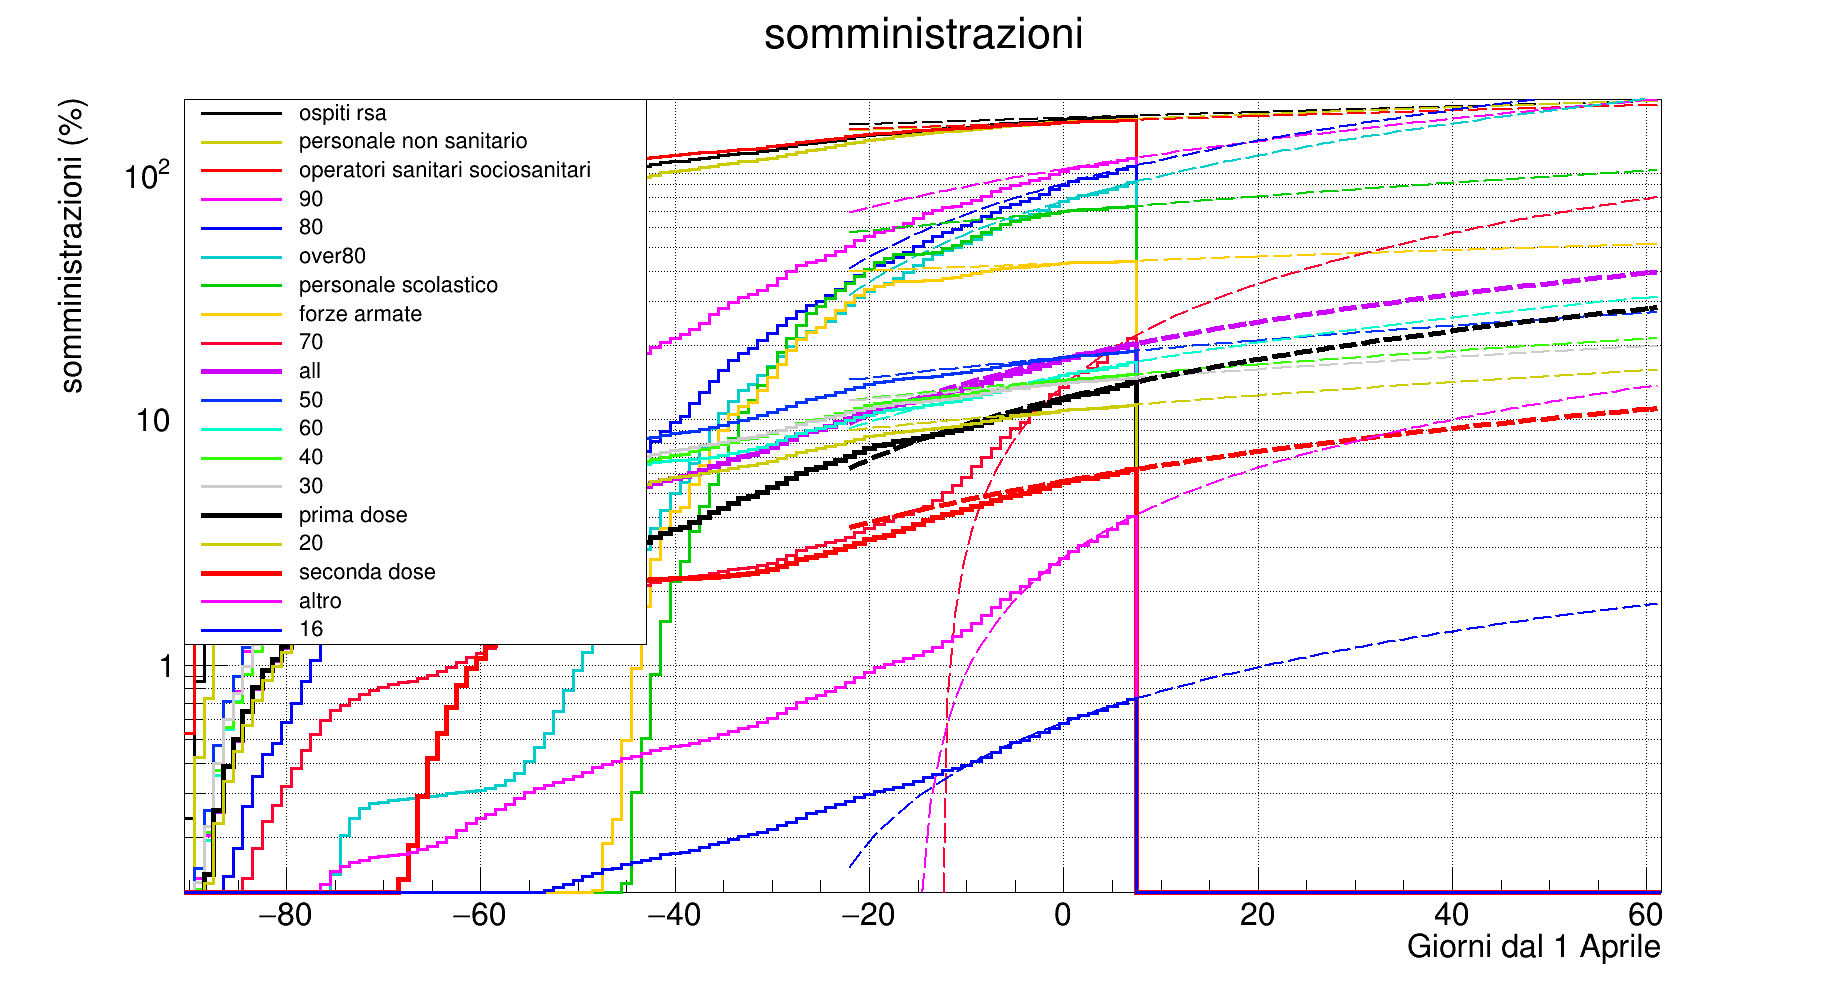 somministrazioni
somministrazioni (%)
ospiti rsa
personale non sanitario
operatori sanitari sociosanitari
90
80
over80
personale scolastico
forze armate
70
all
50
60
40
30
prima dose
20
seconda dose
altro
16
10²
10
1
−80 −60 −40 −20 0 20 40 60
Giorni dal 1 Aprile